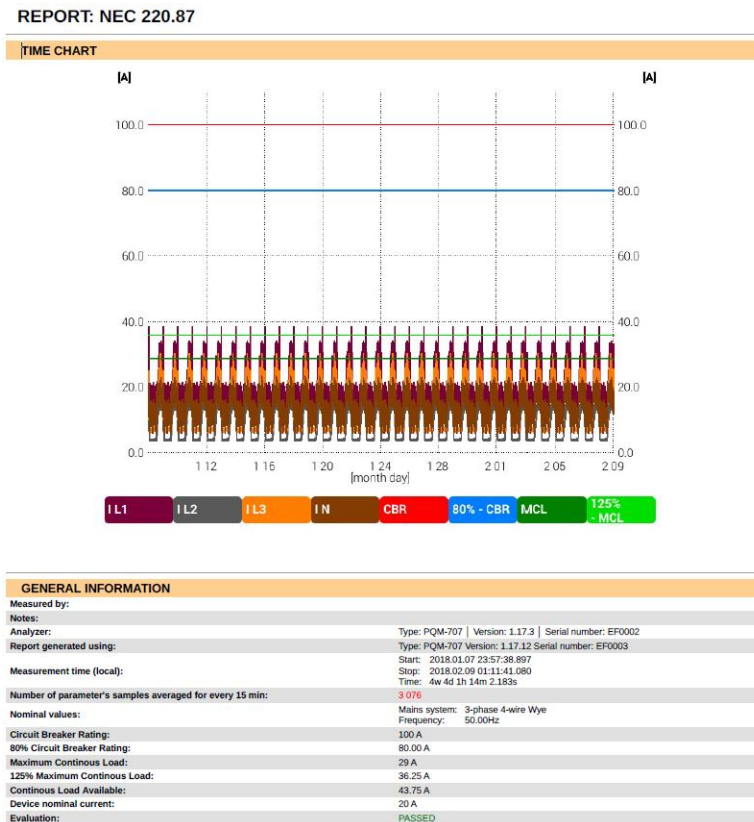 REPORT: NEC 220.87
TIME CHART
[A] [A]
100.0 100.0
80.0 80.0
60.0 60.0
40.0 40.0
20.0 20.0
0.0 0.0
1 12 1 16 1 20 1 24 1 28 2 01 2 05 2 09
[month day]
I L1 I L2 I L3 I N CBR 80% - CBR MCL 125% - MCL
GENERAL INFORMATION
Measured by:
Notes:
Analyzer: Type: PQM-707 | Version: 1.17.3 | Serial number: EF0002
Report generated using: Type: PQM-707 Version: 1.17.12 Serial number: EF0003
Measurement time (local): Start: 2018.01.07 23:57:38.897
Stop: 2018.02.09 01:11:41.080
Time: 4w 4d 1h 14m 2.183s
Number of parameter's samples averaged for every 15 min: 3 076
Nominal values: Mains system: 3-phase 4-wire Wye
Frequency: 50.00Hz
Circuit Breaker Rating: 100 A
80% Circuit Breaker Rating: 80.00 A
Maximum Continous Load: 29 A
125% Maximum Continous Load: 36.25 A
Continous Load Available: 43.75 A
Device nominal current: 20 A
Evaluation: PASSED